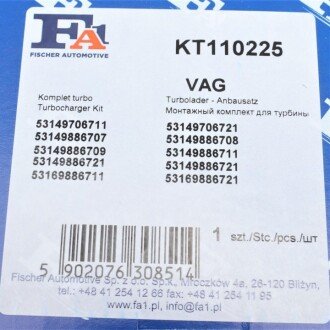 FA1
FISCHER AUTOMOTIVE
KT110225
VAG
Komplet turbo
Turbocharger Kit
Turbolader - Anbausatz
Монтажный комплект для турбины
53149706711
53149886707
53149886709
53149886721
53169886711
53149706721
53149886708
53149886711
53149886721
53169886721
1 szt./Stc./pcs./шт
5 902076 308514
Fischer Automotive Sp. z o.o. Sp.k., Mroczków 4a, 26-120 Bliżyn,
tel.: +48 41 254 12 66 fax: +48 41 254 11 95
www.fa1.pl, info@fa1.pl